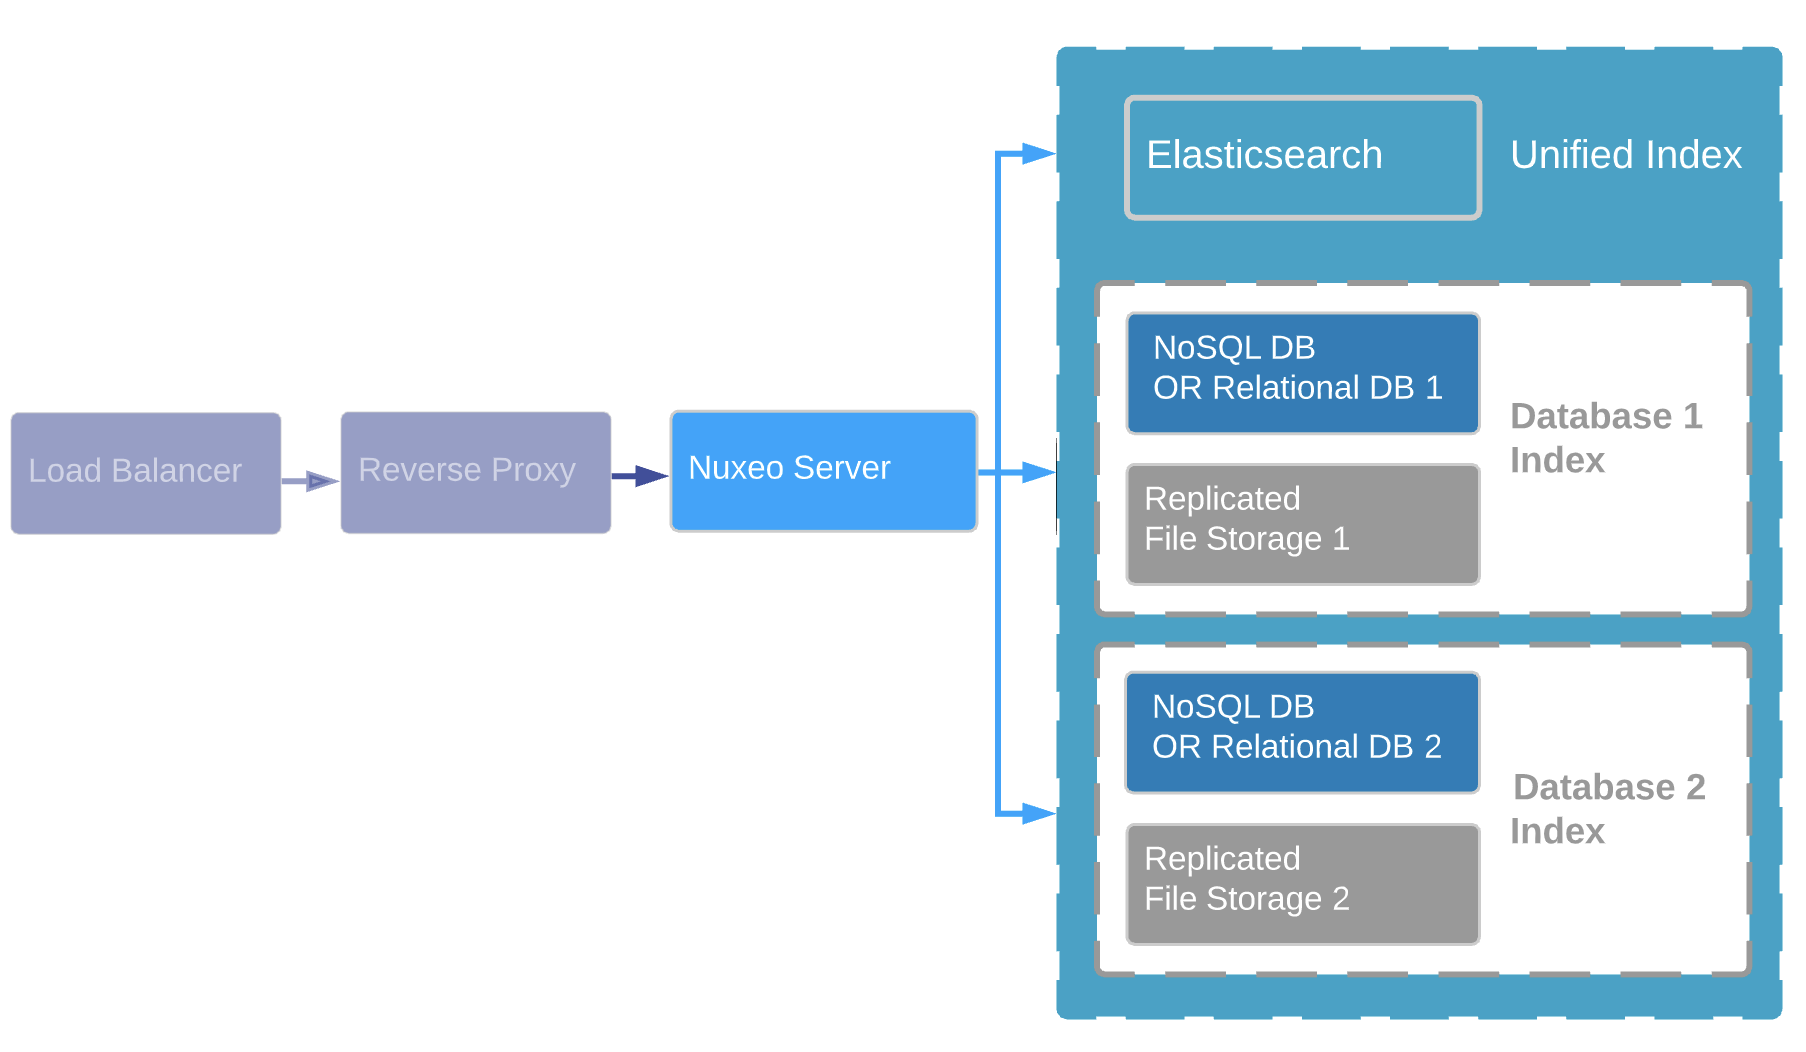 Load Balancer
Reverse Proxy
Nuxeo Server
Elasticsearch
Unified Index
NoSQL DB
OR Relational DB 1
Replicated
File Storage 1
Database 1
Index
NoSQL DB
OR Relational DB 2
Replicated
File Storage 2
Database 2
Index